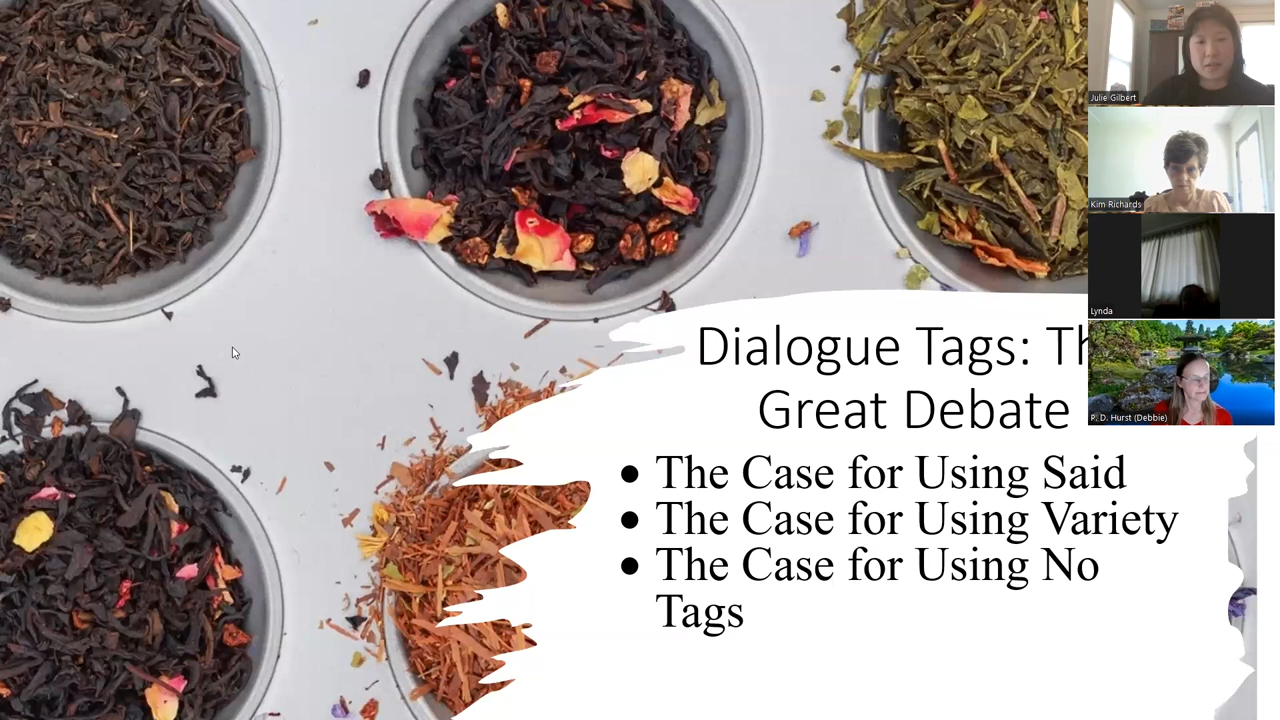 Dialogue Tags: Th
Great Debate
• The Case for Using Said
• The Case for Using Variety
• The Case for Using No
Tags
Julie Gilbert
Kim Richards
Lynda
P. D. Hurst (Debbie)